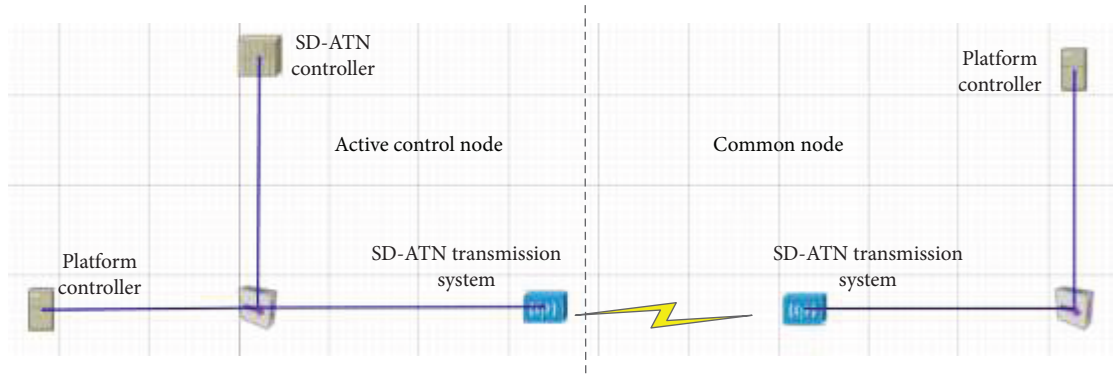 SD-ATN
controller
Platform
controller
Active control node
Common node
SD-ATN transmission
system
SD-ATN transmission
system
Platform
controller